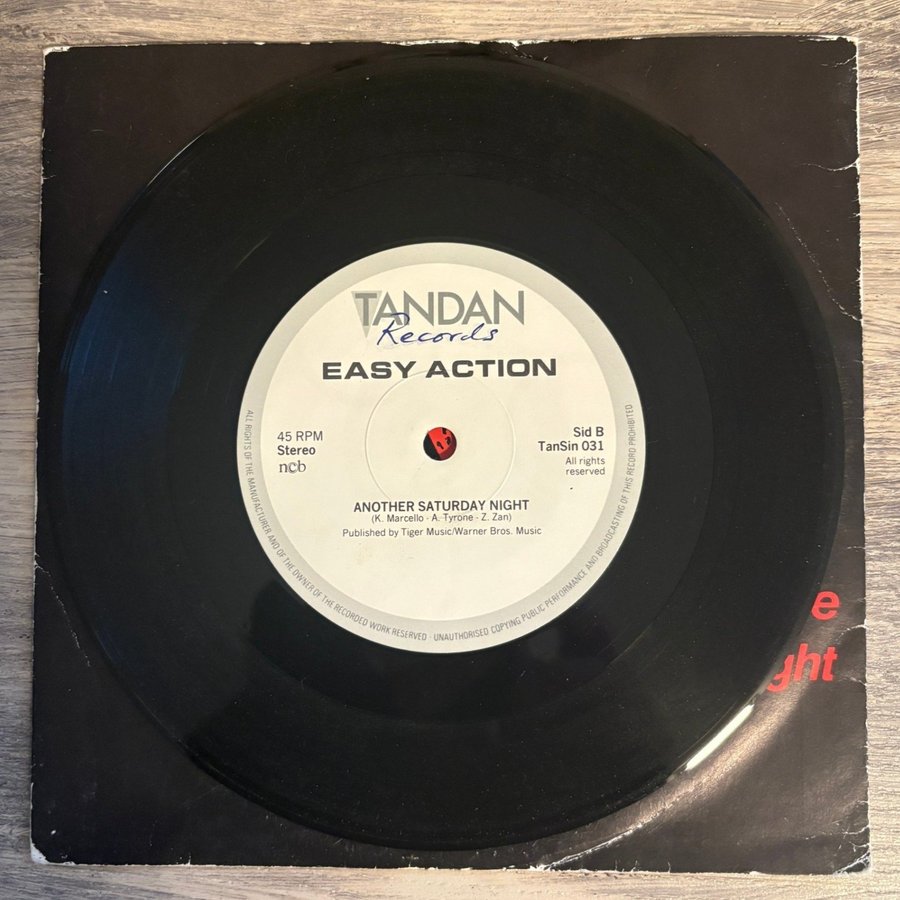 TANDAN
Records
EASY ACTION
45 RPM
Stereo
ncb
Sid B
TanSin 031
All rights
reserved
ANOTHER SATURDAY NIGHT
(K. Marcello - A. Tyrone - Z. Zan)
Published by Tiger Music/Warner Bros. Music
ALL RIGHTS OF THE MANUFACTURER AND OF THE OWNER OF THE RECORDED WORK RESERVED · UNAUTHORISED COPYING PUBLIC PERFORMANCE AND BROADCASTING OF THIS RECORD PROHIBITED
e
ght